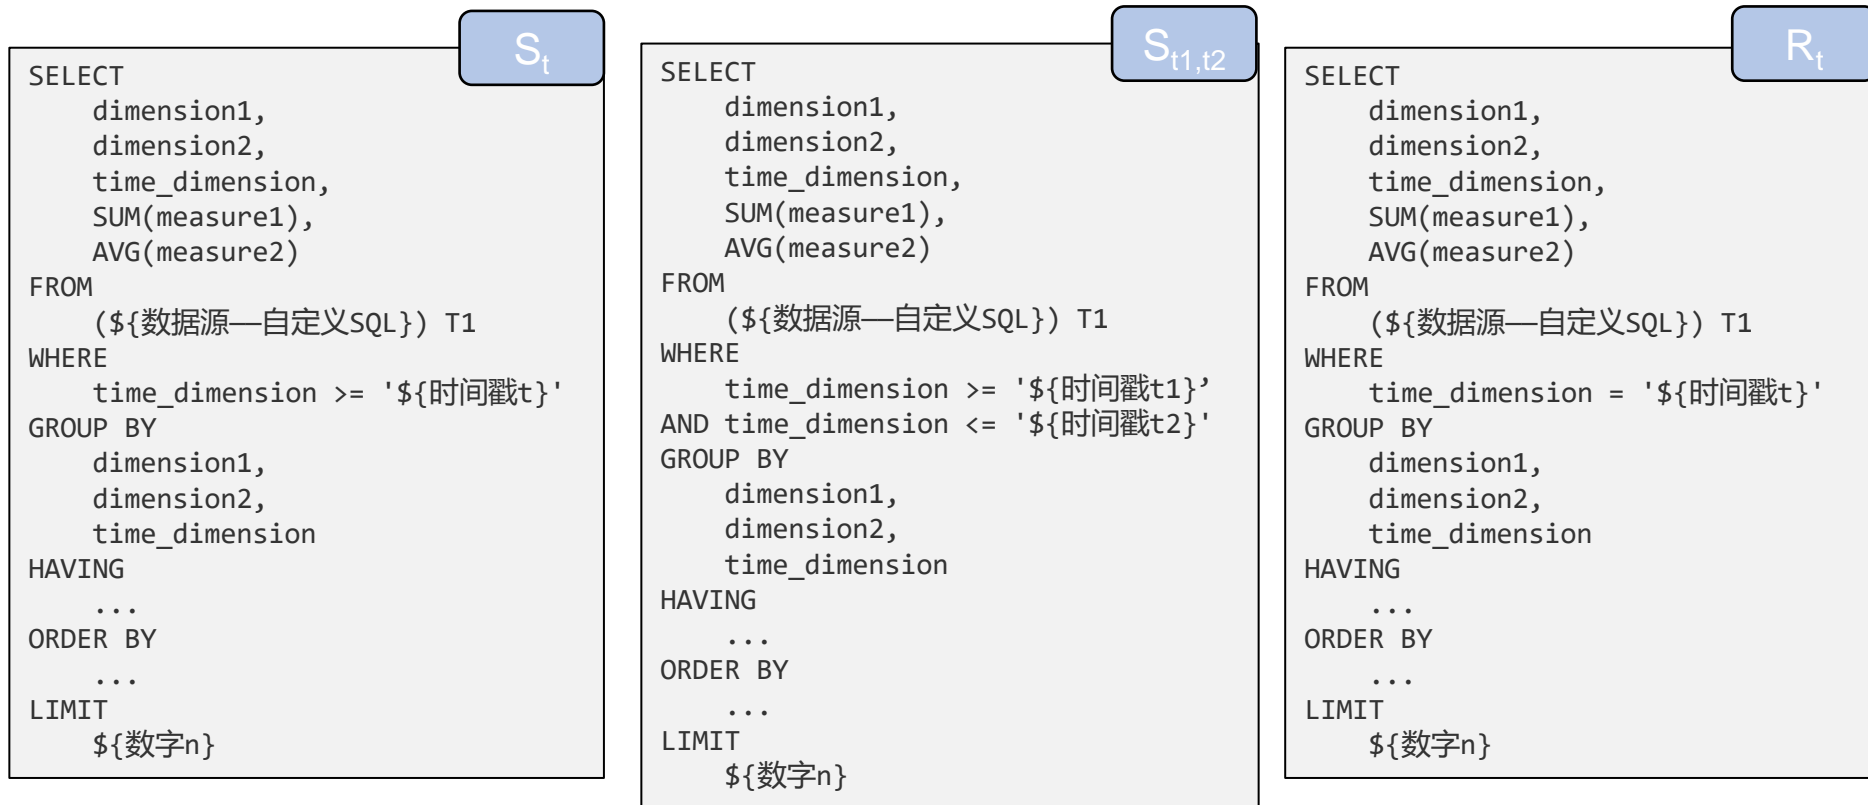 S_t
SELECT
    dimension1,
    dimension2,
    time_dimension,
    SUM(measure1),
    AVG(measure2)
FROM
    (${数据源——自定义SQL}) T1
WHERE
    time_dimension >= '${时间戳t}'
GROUP BY
    dimension1,
    dimension2,
    time_dimension
HAVING
    ...
ORDER BY
    ...
LIMIT
    ${数字n}
S_t1,t2
SELECT
    dimension1,
    dimension2,
    time_dimension,
    SUM(measure1),
    AVG(measure2)
FROM
    (${数据源——自定义SQL}) T1
WHERE
    time_dimension >= '${时间戳t1}’
AND time_dimension <= '${时间戳t2}'
GROUP BY
    dimension1,
    dimension2,
    time_dimension
HAVING
    ...
ORDER BY
    ...
LIMIT
    ${数字n}
R_t
SELECT
    dimension1,
    dimension2,
    time_dimension,
    SUM(measure1),
    AVG(measure2)
FROM
    (${数据源——自定义SQL}) T1
WHERE
    time_dimension = '${时间戳t}'
GROUP BY
    dimension1,
    dimension2,
    time_dimension
HAVING
    ...
ORDER BY
    ...
LIMIT
    ${数字n}